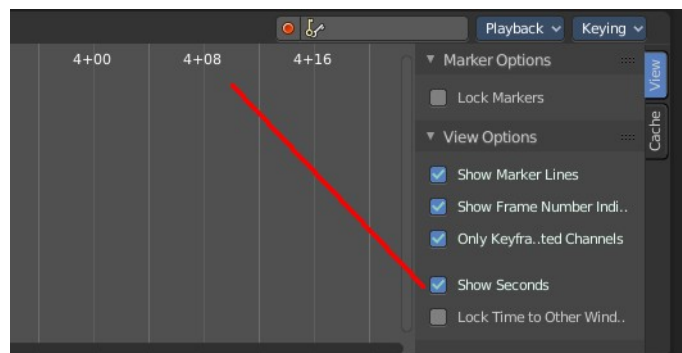 Playback Keying
4+00 4+08 4+16
Marker Options
Lock Markers
View Options
Show Marker Lines
Show Frame Number Indi..
Only Keyfra..ted Channels
Show Seconds
Lock Time to Other Wind..
View
Cache